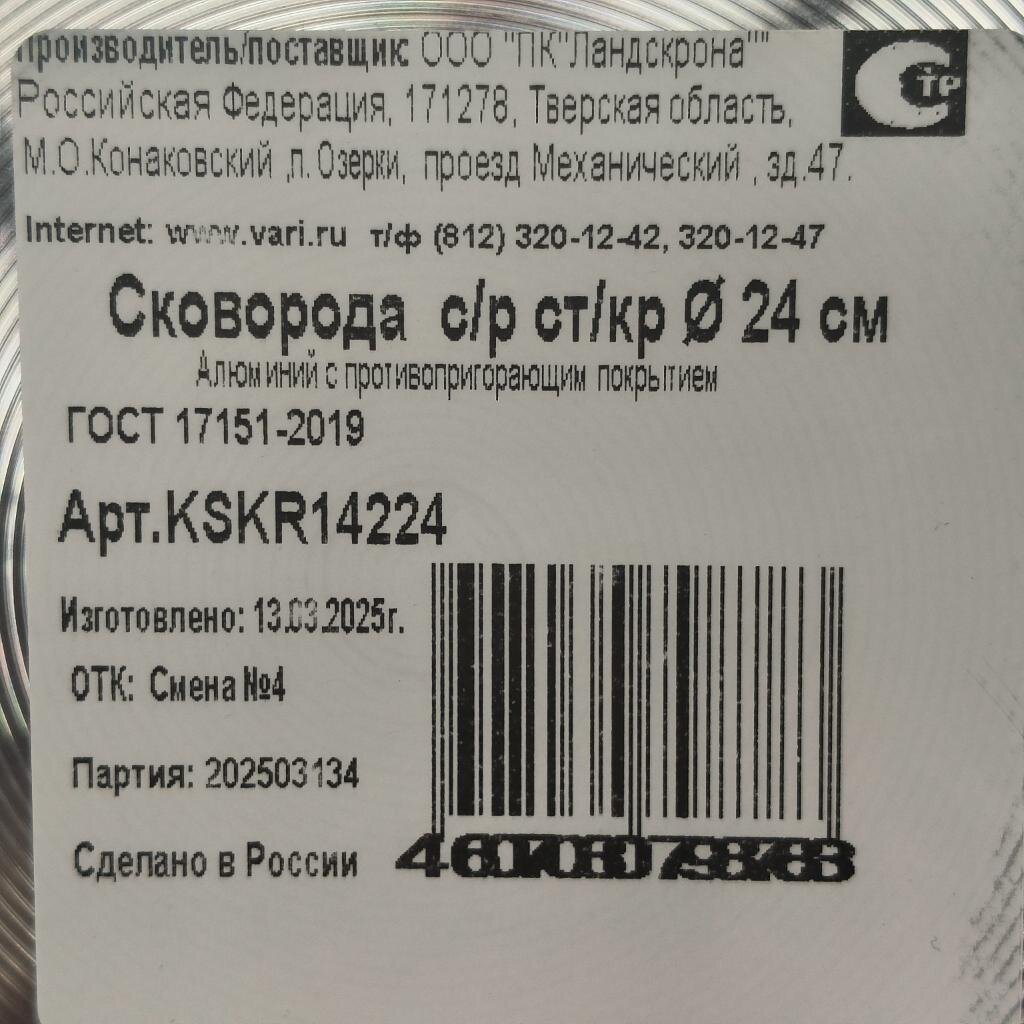 Производитель/поставщик: ООО "ПК"Ландскрона""
Российская Федерация, 171278, Тверская область,
М.О.Конаковский ,п. Озерки, проезд Механический , зд.47.
Internet: www.vari.ru т/ф (812) 320-12-42, 320-12-47
Сковорода с/р ст/кр Ø 24 см
Алюминий с противопригорающим покрытием
ГОСТ 17151-2019
Арт.KSKR14224
Изготовлено: 13.03.2025г.
ОТК: Смена №4
Партия: 202503134
Сделано в России